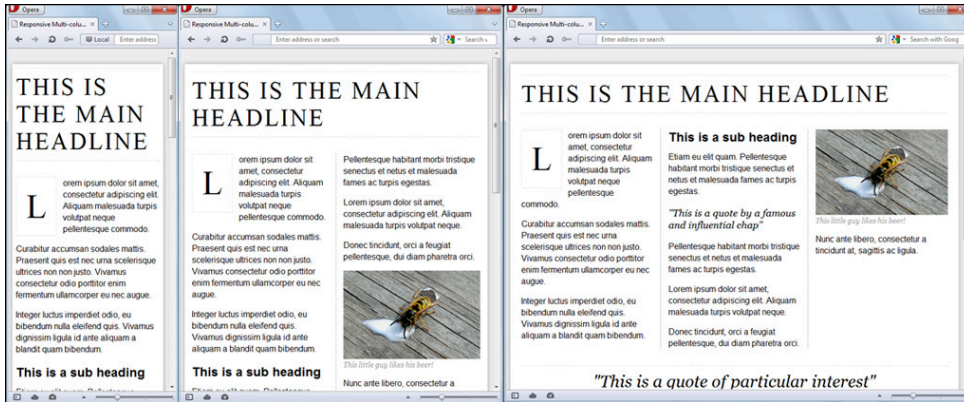 Opera
Responsive Multi-colu...
Local
Enter address
THIS IS
THE MAIN
HEADLINE
L
orem ipsum dolor sit amet,
consectetur adipiscing elit.
Aliquam malesuada turpis
volutpat neque
pellentesque commodo.
Curabitur accumsan sodales mattis.
Praesent quis est nec urna
scelerisque ultrices non non justo.
Vivamus consectetur odio porttitor
enim fermentum ullamcorper eu nec
augue.
Integer luctus imperdiet odio, eu
bibendum nulla eleifend quis. Vivamus
dignissim ligula id ante aliquam a
blandit quam bibendum.
This is a sub heading
Opera
Responsive Multi-colu...
Enter address or search
THIS IS THE MAIN
HEADLINE
L
orem ipsum dolor sit
amet, consectetur
adipiscing elit. Aliquam
malesuada turpis
volutpat neque
pellentesque commodo.
Curabitur accumsan sodales mattis.
Praesent quis est nec urna
scelerisque ultrices non non justo.
Vivamus consectetur odio porttitor
enim fermentum ullamcorper eu nec
augue.
Integer luctus imperdiet odio, eu
bibendum nulla eleifend quis.
Vivamus dignissim ligula id ante
aliquam a blandit quam bibendum.
This is a sub heading
Pellentesque habitant morbi tristique
senectus et netus et malesuada
fames ac turpis egestas.
Lorem ipsum dolor sit amet,
consectetur adipiscing elit. Aliquam
malesuada turpis volutpat neque.
Donec tincidunt, orci a feugiat
pellentesque, dui diam pharetra orci.
This little guy likes his beer!
Nunc ante libero, consectetur a
Opera
Responsive Multi-colu...
Enter address or search
Search with Goog
THIS IS THE MAIN HEADLINE
L
orem ipsum dolor sit
amet, consectetur
adipiscing elit. Aliquam
malesuada turpis
volutpat neque
pellentesque
commodo.
Curabitur accumsan sodales mattis.
Praesent quis est nec urna
scelerisque ultrices non non justo.
Vivamus consectetur odio porttitor
enim fermentum ullamcorper eu nec
augue.
Integer luctus imperdiet odio, eu
bibendum nulla eleifend quis.
Vivamus dignissim ligula id ante
aliquam a blandit quam bibendum.
This is a sub heading
Etiam eu elit quam. Pellentesque
habitant morbi tristique senectus et
netus et malesuada fames ac turpis
egestas.
"This is a quote by a famous
and influential chap"
Pellentesque habitant morbi tristique
senectus et netus et malesuada
fames ac turpis egestas.
Lorem ipsum dolor sit amet,
consectetur adipiscing elit. Aliquam
malesuada turpis volutpat neque.
Donec tincidunt, orci a feugiat
pellentesque, dui diam pharetra orci.
This little guy likes his beer!
Nunc ante libero, consectetur a
tincidunt at, sagittis ac ligula.
"This is a quote of particular interest"